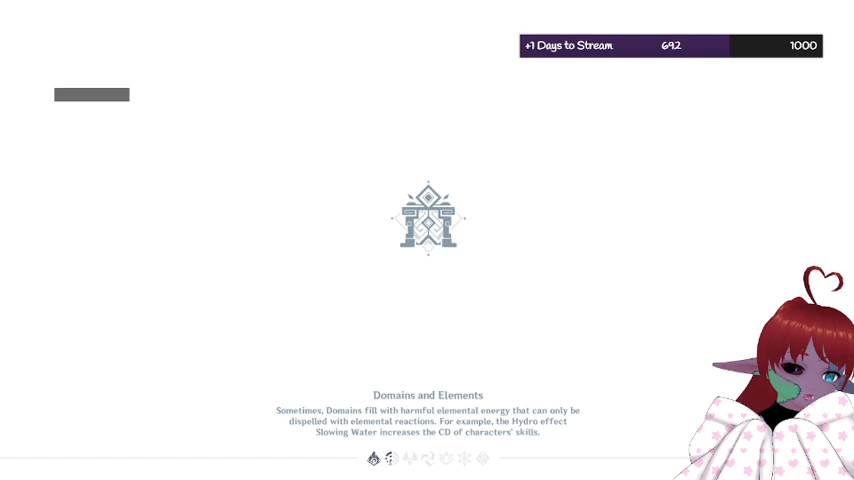 +1 Days to Stream 692 1000
Domains and Elements
Sometimes, Domains fill with harmful elemental energy that can only be
dispelled with elemental reactions. For example, the Hydro effect
Slowing Water increases the CD of characters' skills.